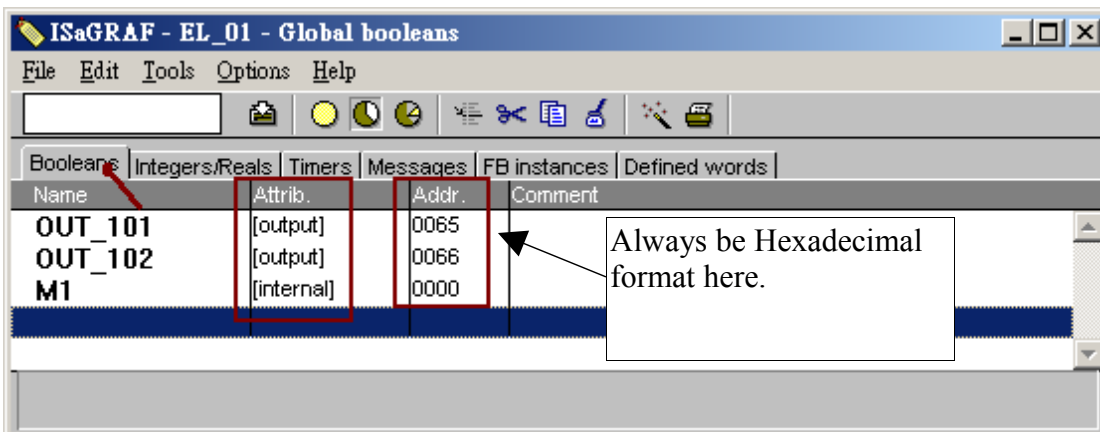 ISaGRAF - EL_01 - Global booleans
File Edit Tools Options Help
Booleans Integers/Reals Timers Messages FB instances Defined words
Name Attrib. Addr. Comment
OUT_101 [output] 0065
OUT_102 [output] 0066
M1 [internal] 0000
Always be Hexadecimal
format here.